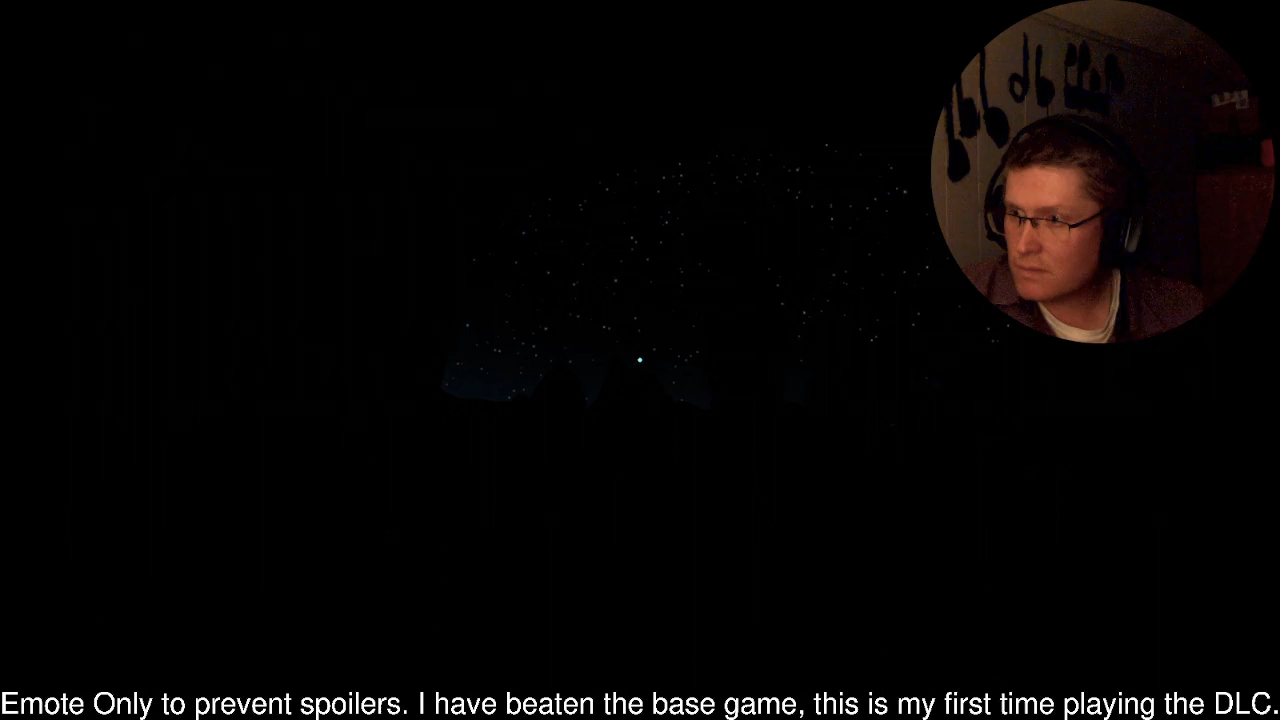 Emote Only to prevent spoilers. I have beaten the base game, this is my first time playing the DLC.